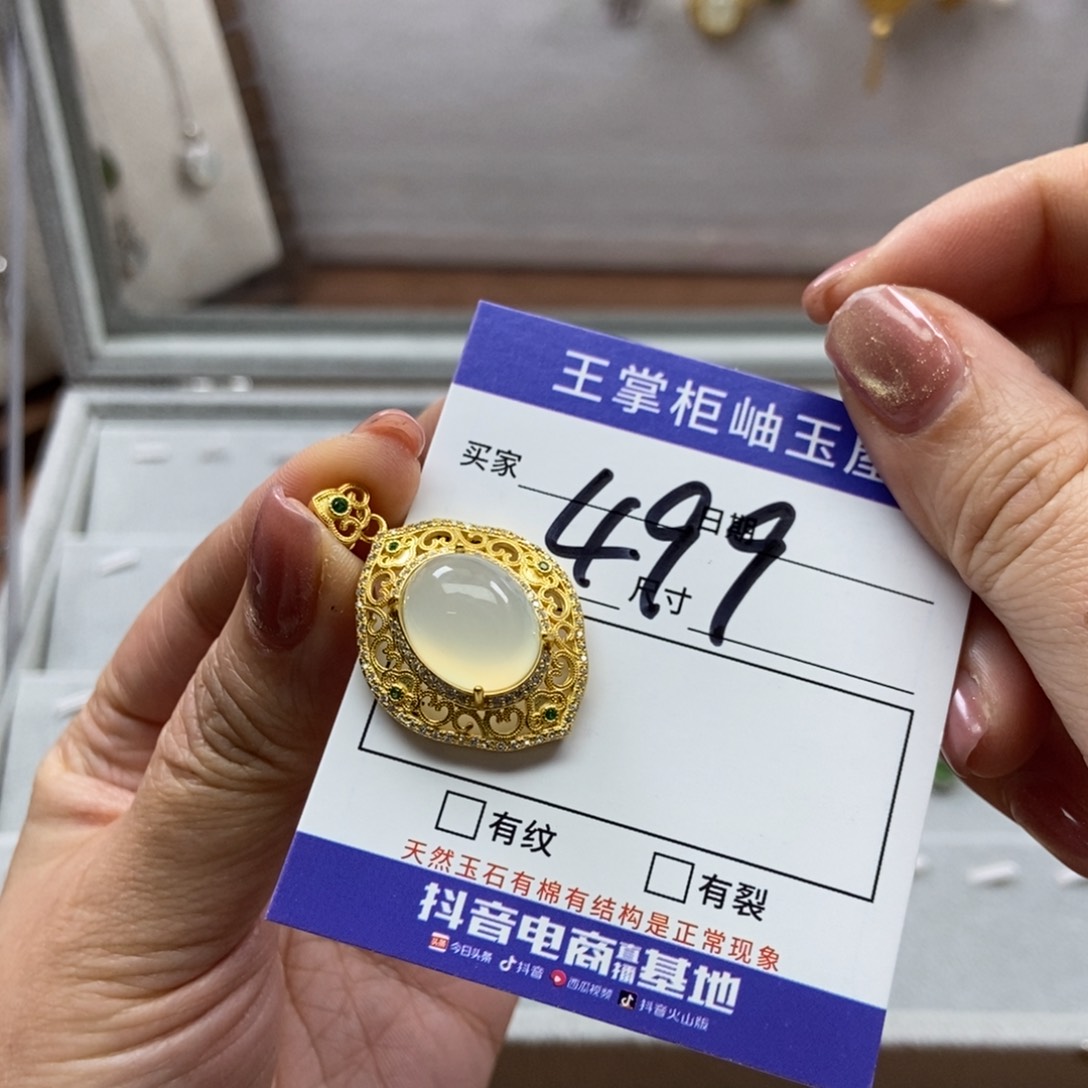 王掌柜岫玉屋
买家
日期
499
尺寸
有纹
有裂
天然玉石有棉有结构是正常现象
抖音电商直播基地
头条 今日头条 抖音 西瓜视频 抖音火山版